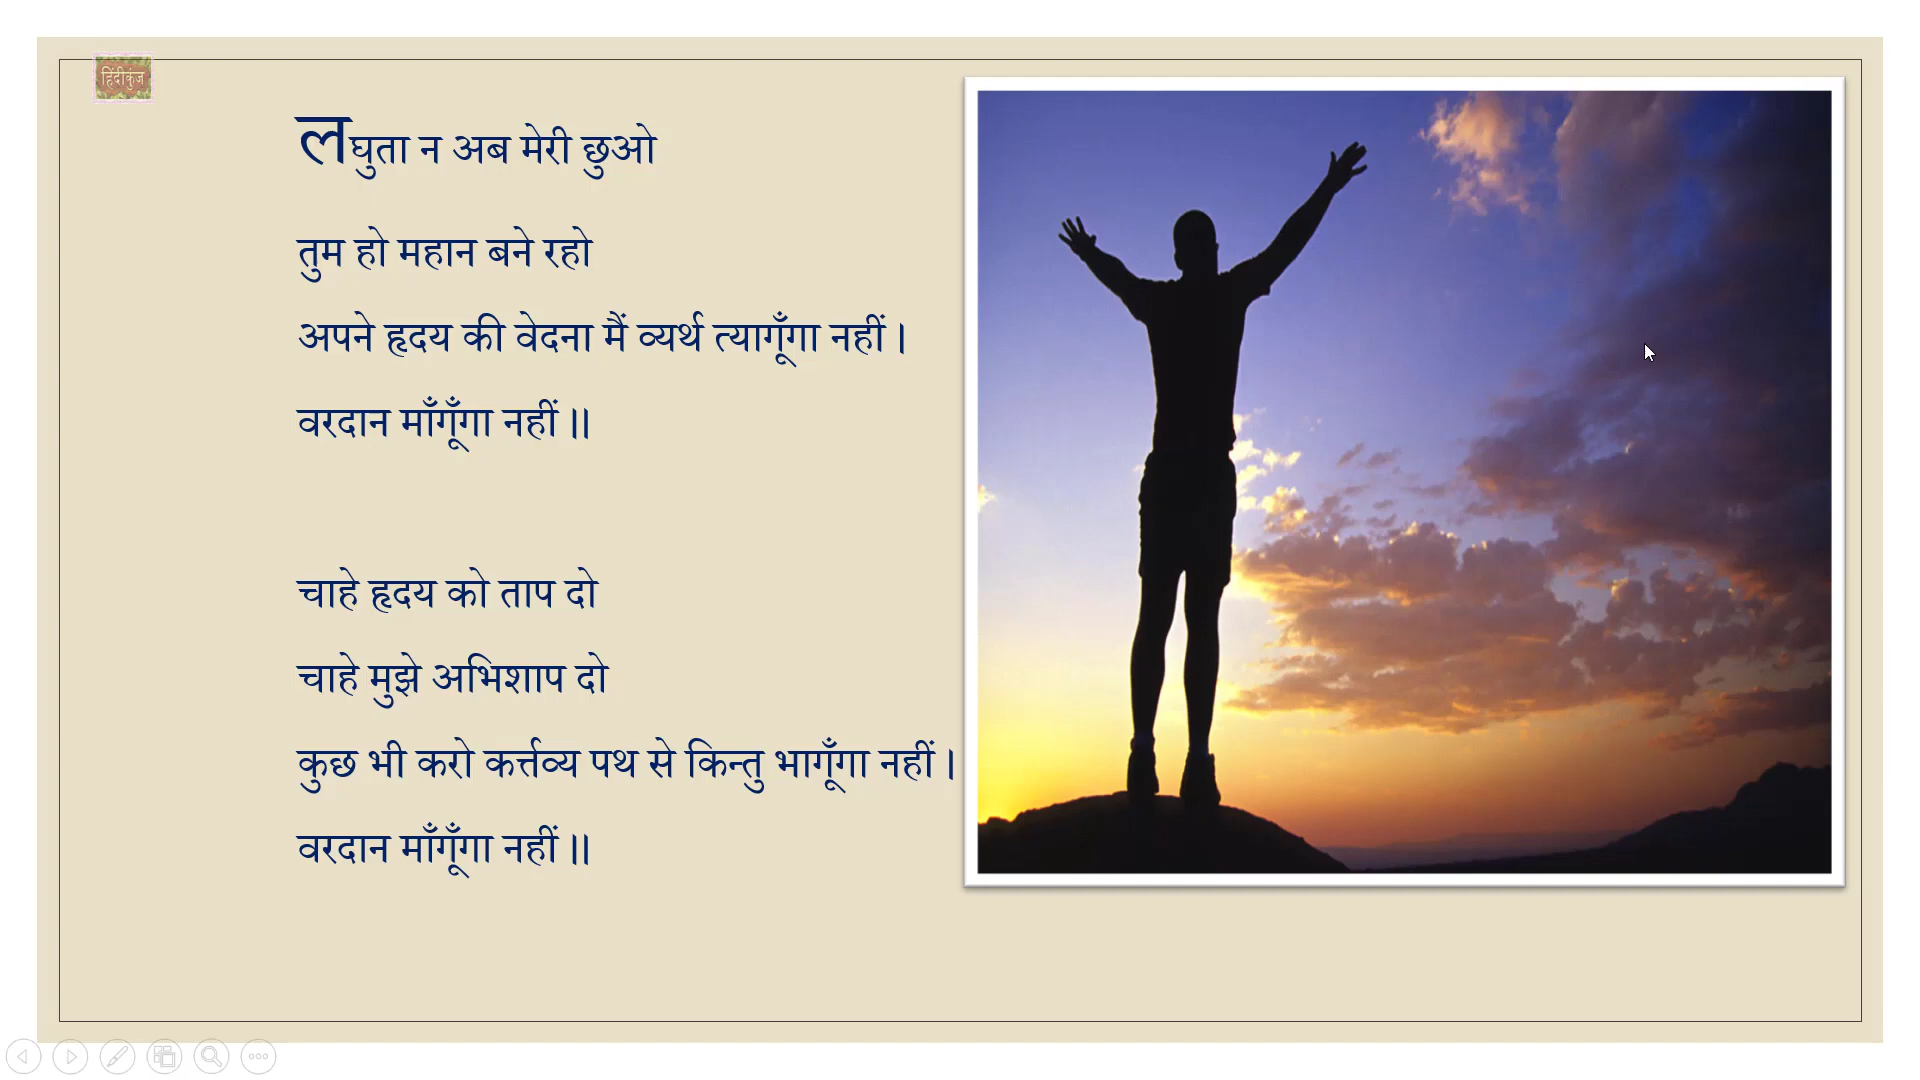 हिंदीकुंज
लघुता न अब मेरी छुओ
तुम हो महान बने रहो
अपने हृदय की वेदना मैं व्यर्थ त्यागूँगा नहीं।
वरदान माँगूँगा नहीं॥
चाहे हृदय को ताप दो
चाहे मुझे अभिशाप दो
कुछ भी करो कर्त्तव्य पथ से किन्तु भागूँगा नहीं।
वरदान माँगूँगा नहीं॥